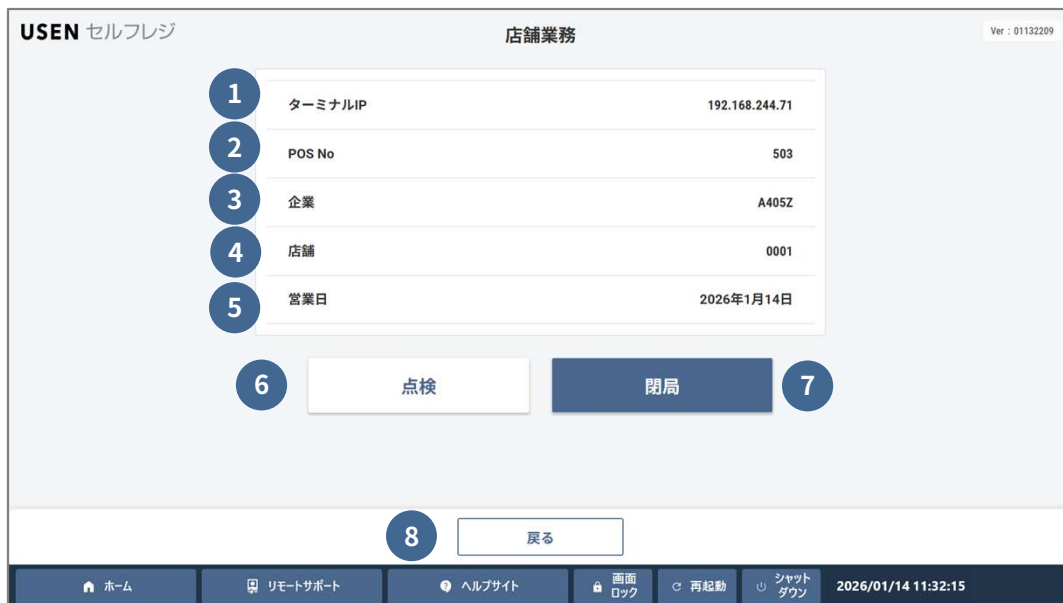 USEN セルフレジ
店舗業務
Ver : 01132209
1 ターミナルIP 192.168.244.71
2 POS No 503
3 企業 A405Z
4 店舗 0001
5 営業日 2026年1月14日
6 点検 閉局 7
8 戻る
ホーム リモートサポート ヘルプサイト 画面ロック 再起動 シャットダウン 2026/01/14 11:32:15